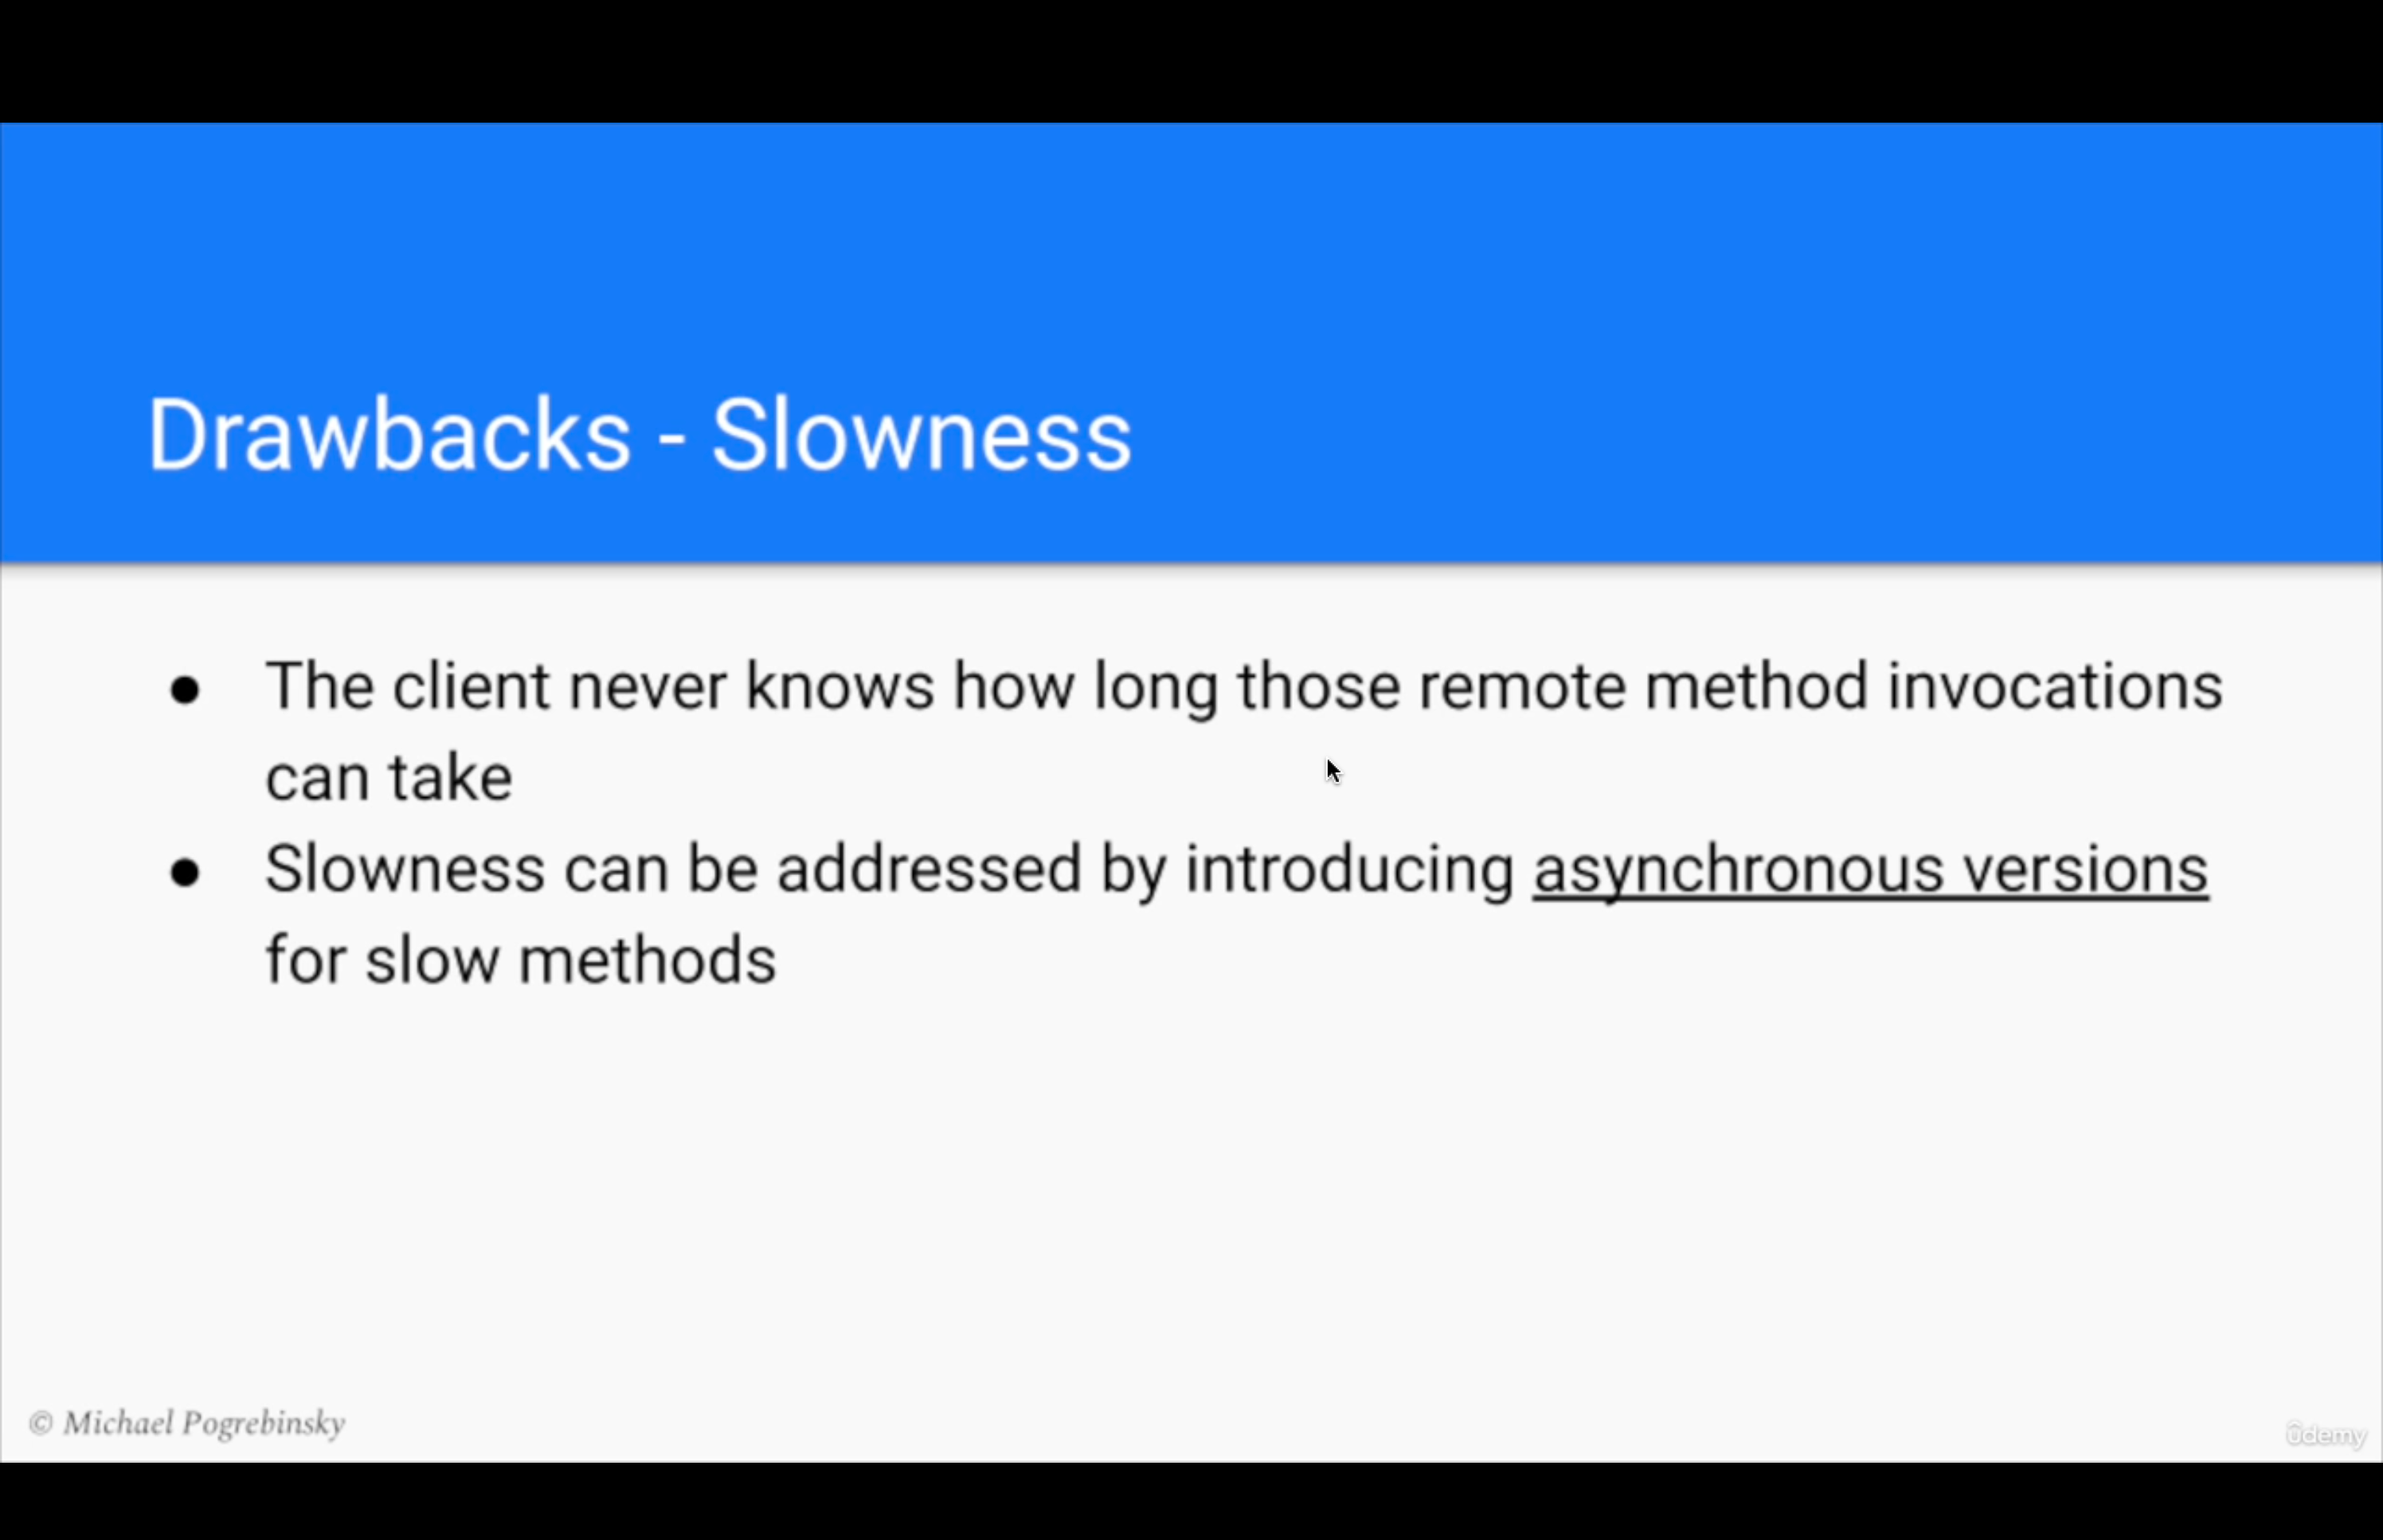 Drawbacks - Slowness
● The client never knows how long those remote method invocations
can take
● Slowness can be addressed by introducing asynchronous versions
for slow methods
© Michael Pogrebinsky
ûdemy